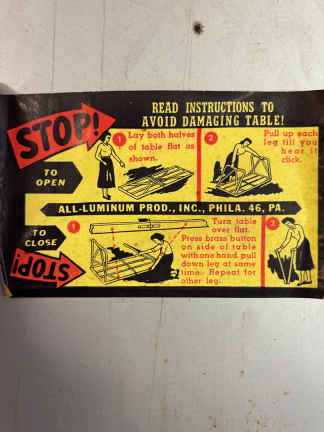 STOP!
READ INSTRUCTIONS TO
AVOID DAMAGING TABLE!
TO
OPEN
1
Lay both halves
of table flat as
shown.
2
Pull up each
leg till you
hear it
click.
ALL-LUMINUM PROD., INC., PHILA. 46, PA.
TO
CLOSE
STOP!
1
Turn table
over flat.
Press brass button
on side of table
with one hand, pull
down leg at same
time. Repeat for
other leg.
2